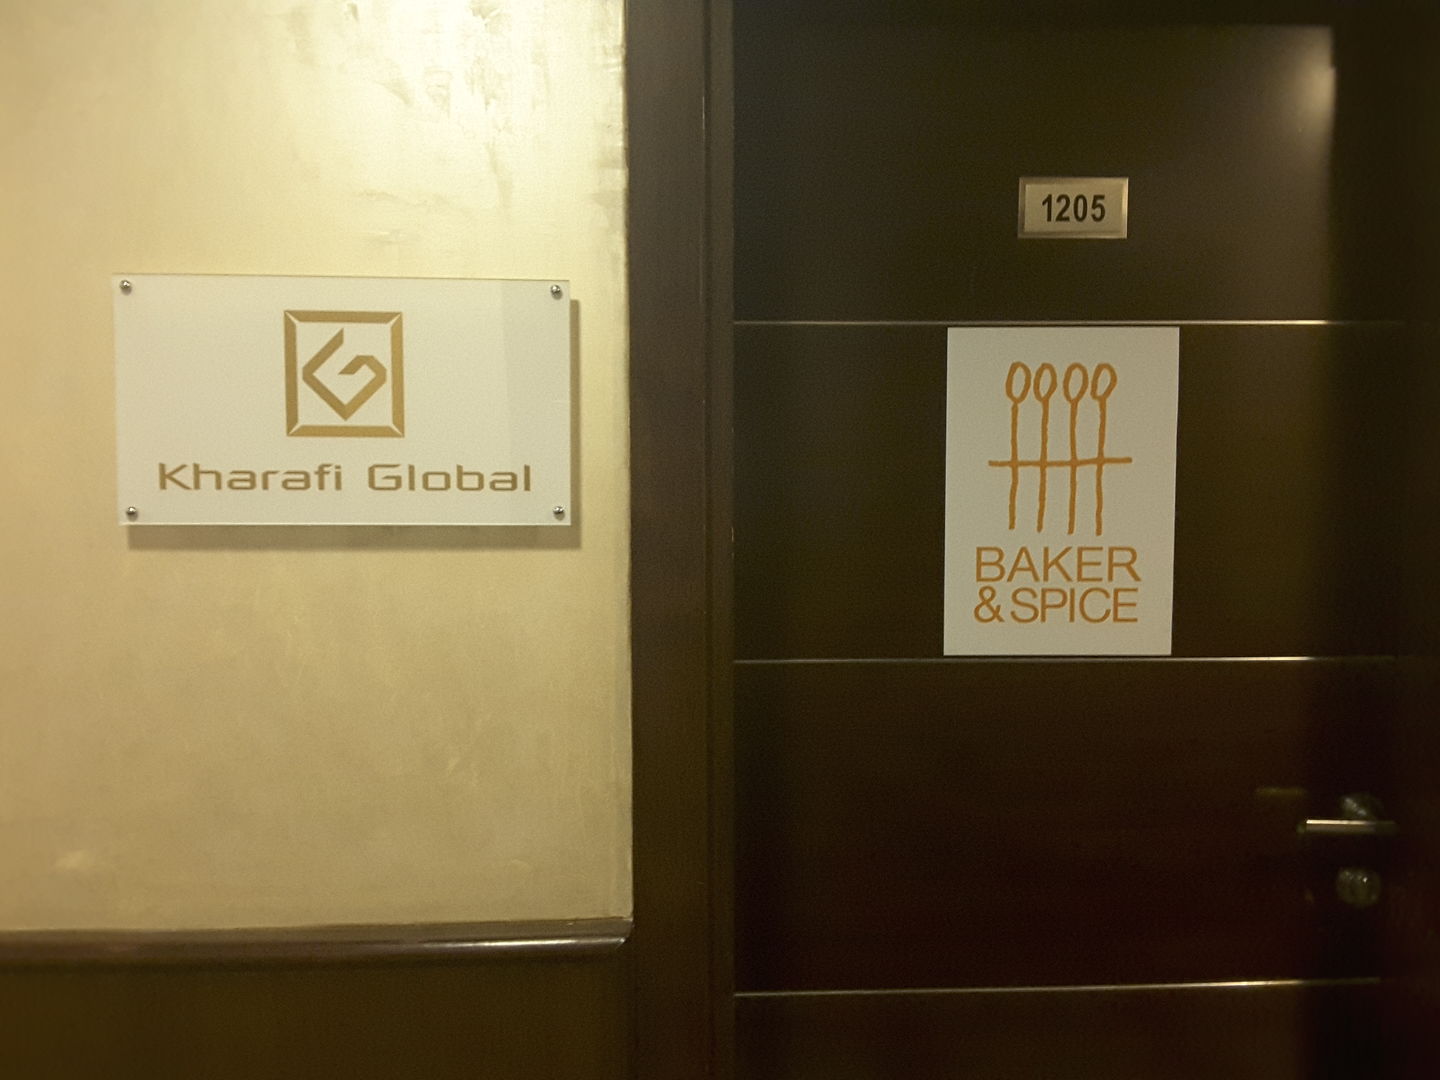 Kharafi Global
1205
BAKER
& SPICE